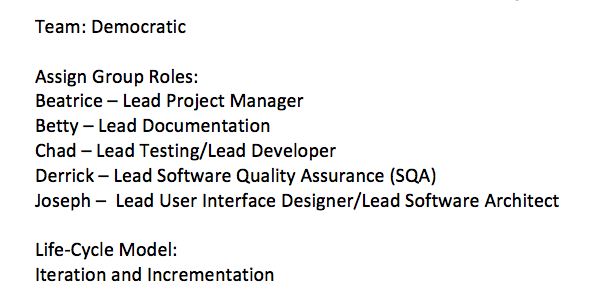 Team: Democratic
Assign Group Roles:
Beatrice – Lead Project Manager
Betty – Lead Documentation
Chad – Lead Testing/Lead Developer
Derrick – Lead Software Quality Assurance (SQA)
Joseph –  Lead User Interface Designer/Lead Software Architect
Life-Cycle Model:
Iteration and Incrementation